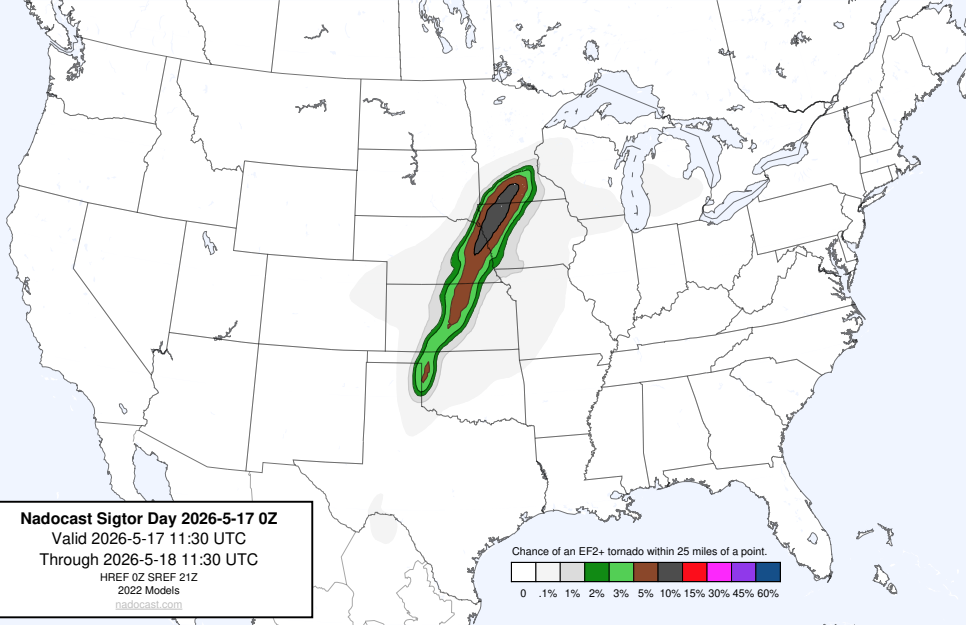 Nadocast Sigtor Day 2026-5-17 0Z
Valid 2026-5-17 11:30 UTC
Through 2026-5-18 11:30 UTC
HREF 0Z SREF 21Z
2022 Models
nadocast.com
Chance of an EF2+ tornado within 25 miles of a point.
0 .1% 1% 2% 3% 5% 10% 15% 30% 45% 60%